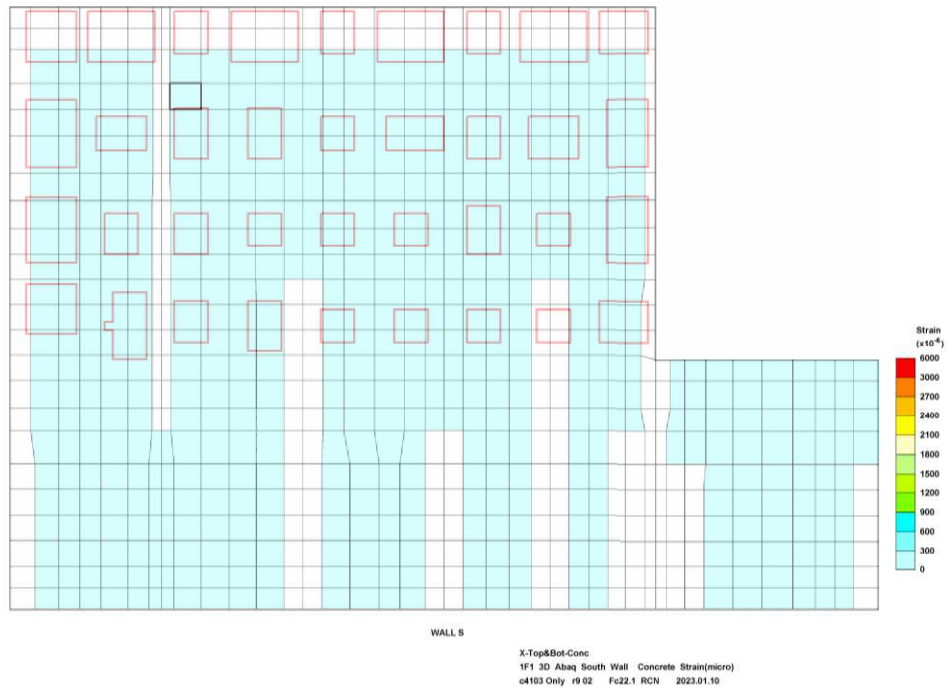 Strain
(x10⁻⁶)
6000
3000
2700
2400
2100
1800
1500
1200
900
600
300
0
WALL S
X-Top&Bot-Conc
1F1 3D Abaq South Wall Concrete Strain(micro)
c4103 Only r9 02 Fc22.1 RCN 2023.01.10